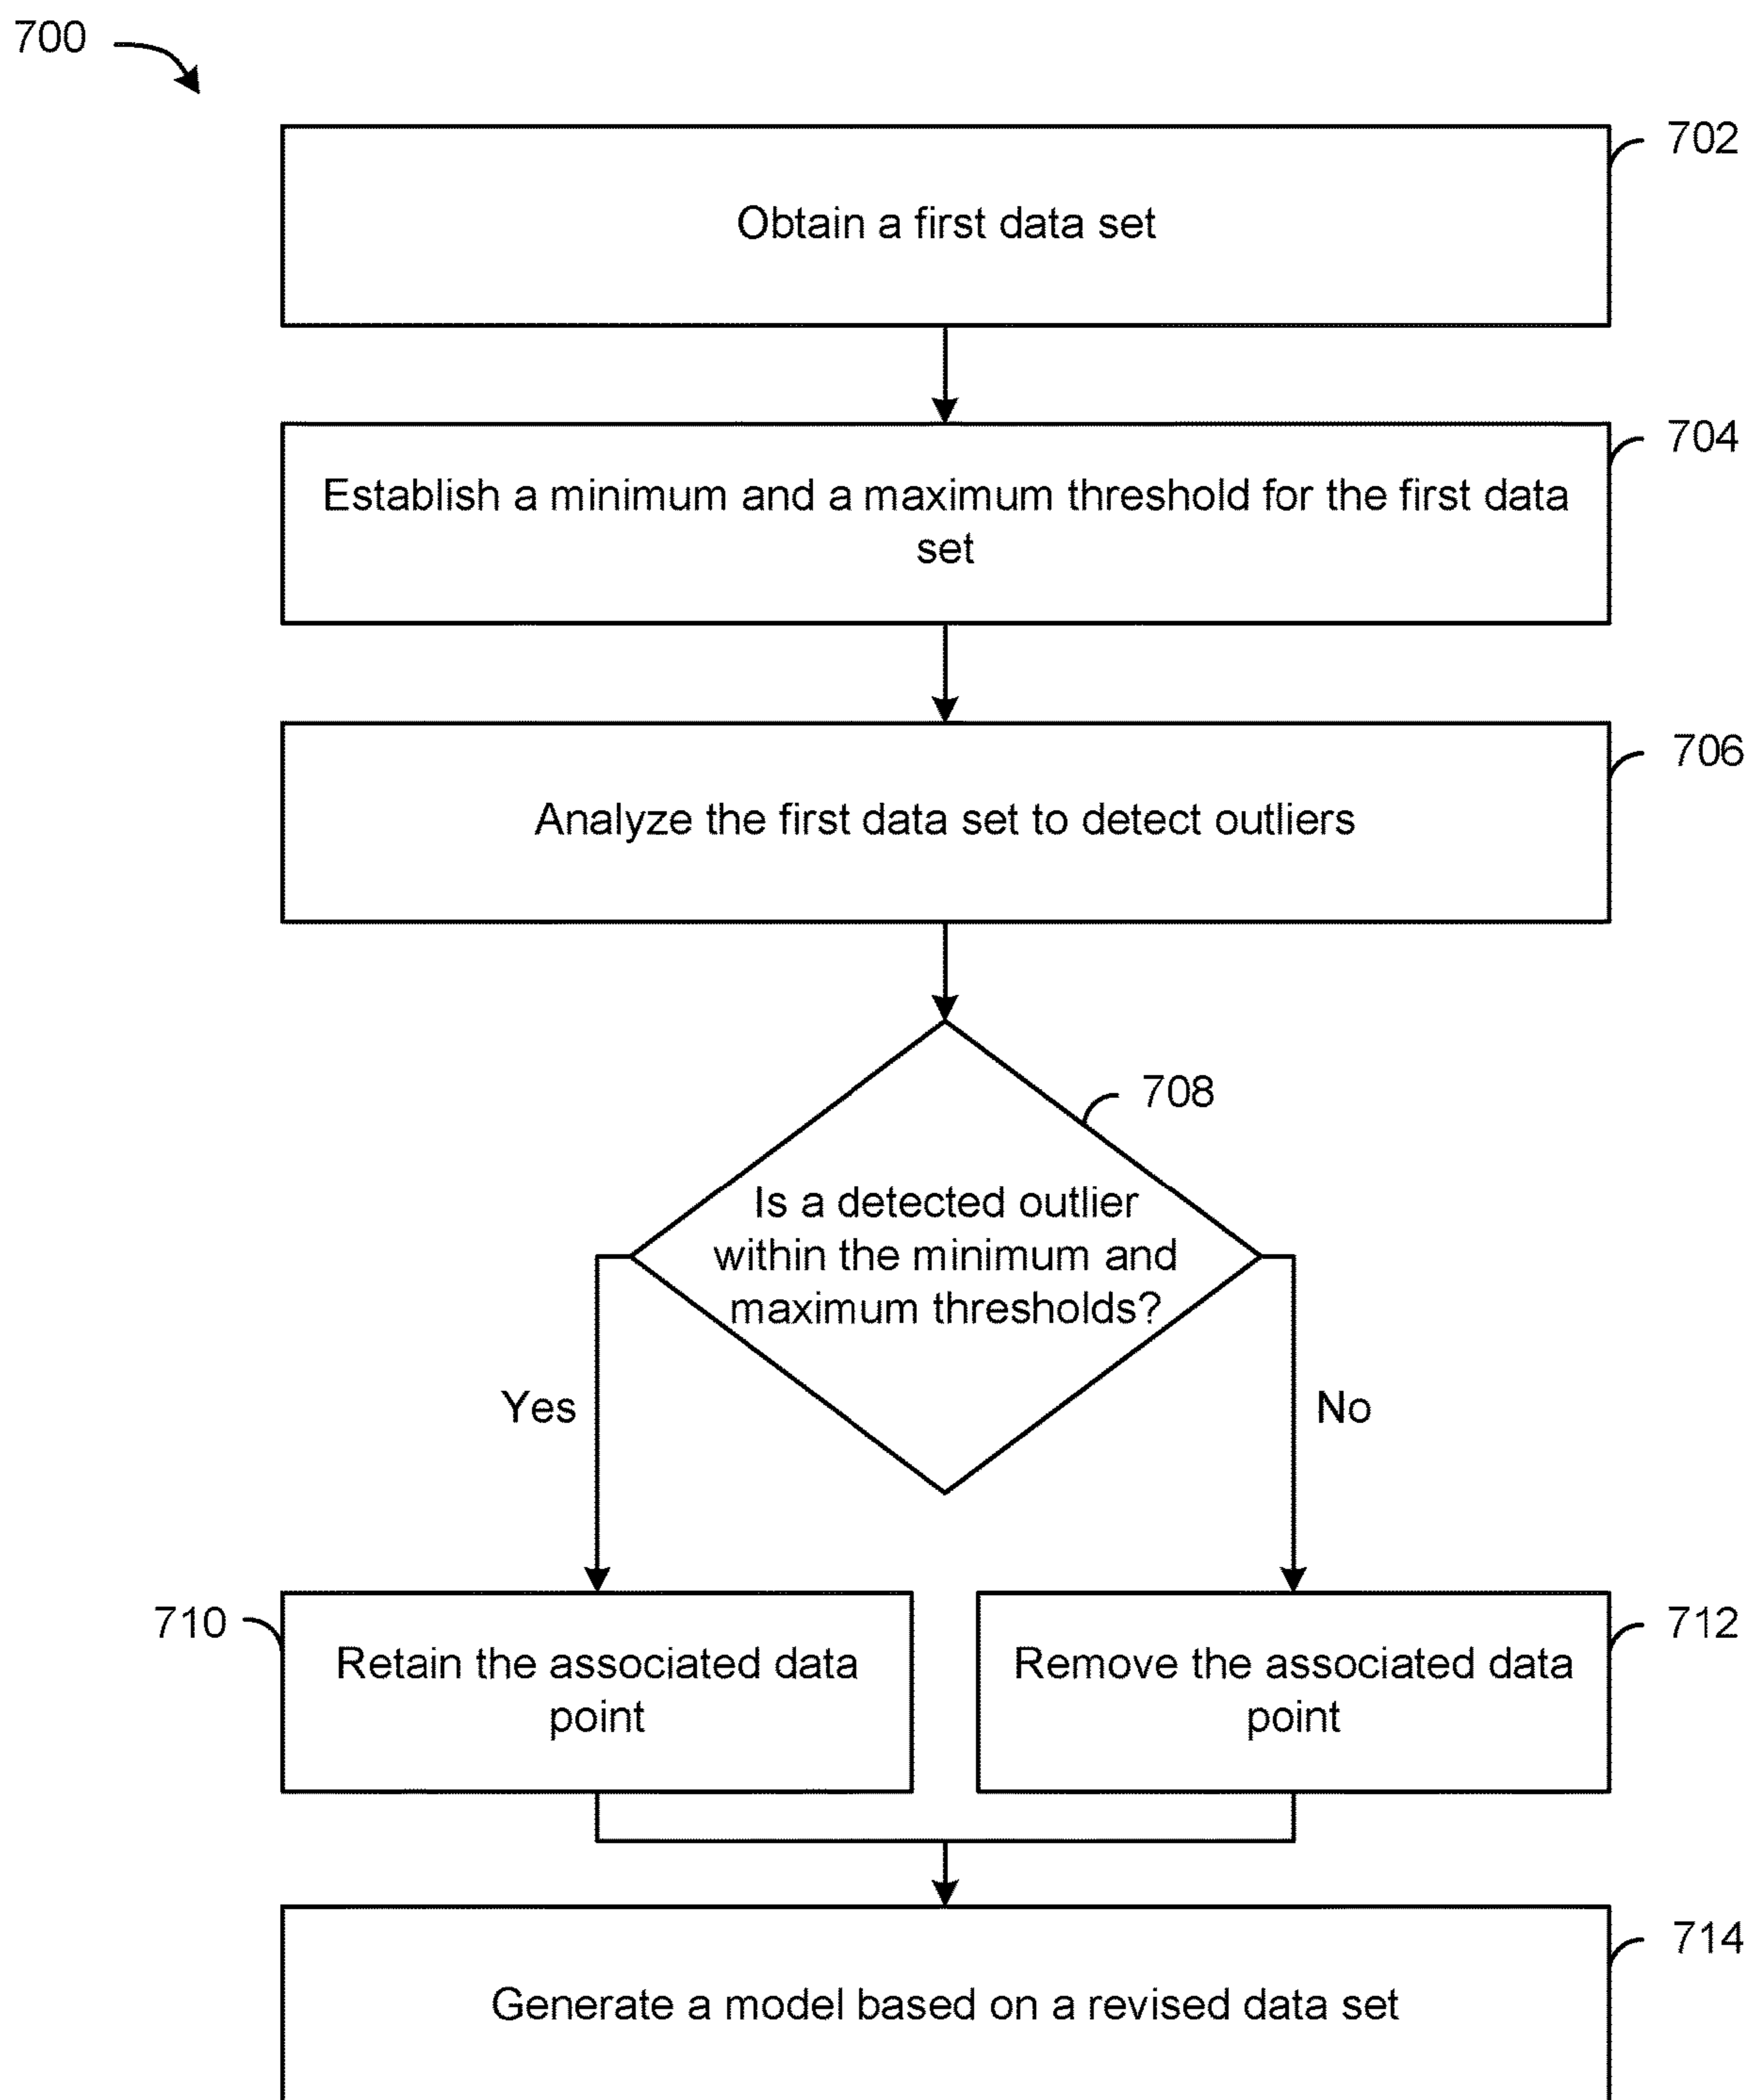 700
702
Obtain a first data set
704
Establish a minimum and a maximum threshold for the first data
set
706
Analyze the first data set to detect outliers
708
Is a detected outlier
within the minimum and
maximum thresholds?
Yes
No
710
Retain the associated data
point
712
Remove the associated data
point
714
Generate a model based on a revised data set